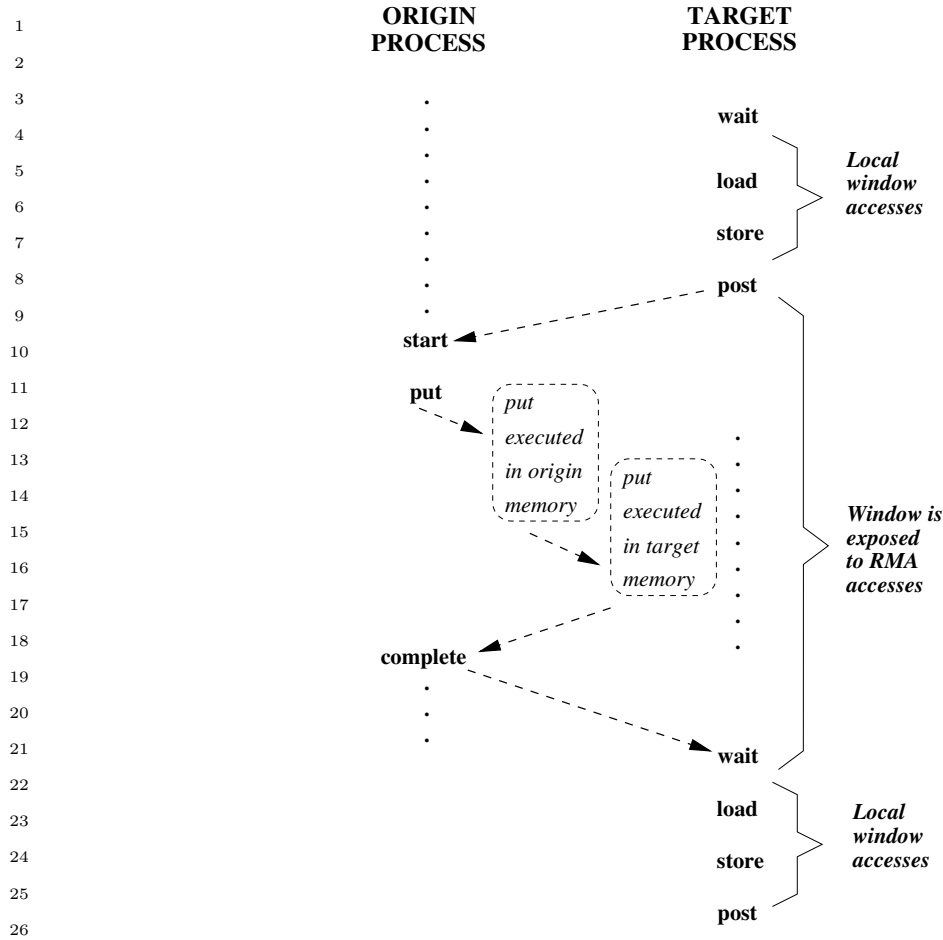 1
ORIGIN PROCESS
TARGET PROCESS
2
3
wait
4
5
load
Local window accesses
6
7
store
8
post
9
start
10
11
put
put executed in origin memory
12
13
put executed in target memory
14
15
Window is exposed to RMA accesses
16
17
18
complete
19
20
21
wait
22
load
23
Local window accesses
24
store
25
post
26